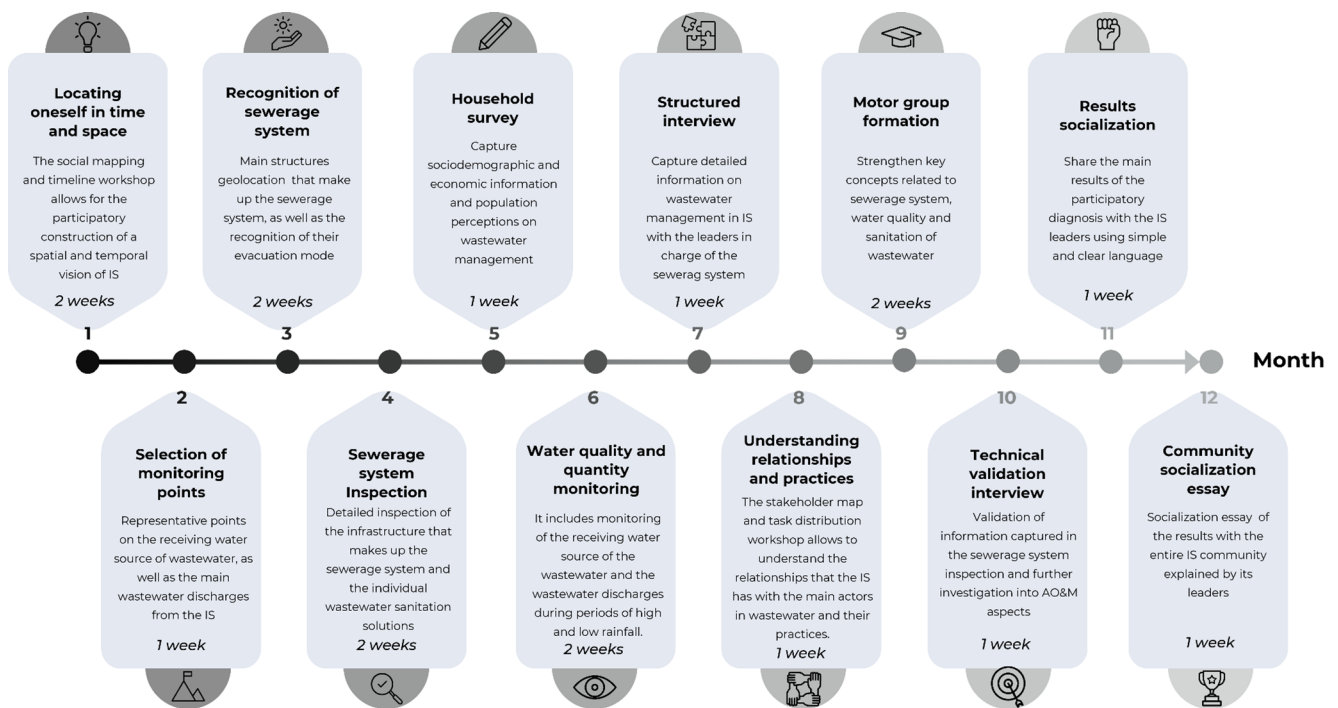 Locating
oneself in time
and space
The social mapping
and timeline workshop
allows for the
participatory
construction of a
spatial and temporal
vision of IS
2 weeks
1
Recognition of
sewerage
system
Main structures
geolocation that make
up the sewerage
system, as well as the
recognition of their
evacuation mode
2 weeks
3
Household
survey
Capture
sociodemographic and
economic information
and population
perceptions on
wastewater
management
1 week
5
Structured
interview
Capture detailed
information on
wastewater
management in IS
with the leaders in
charge of the
sewerag system
1 week
7
Motor group
formation
Strengthen key
concepts related to
sewerage system,
water quality and
sanitation of
wastewater
2 weeks
9
Results
socialization
Share the main
results of the
participatory
diagnosis with the IS
leaders using simple
and clear language
1 week
11
Month
2
Selection of
monitoring
points
Representative points
on the receiving water
source of wastewater, as
well as the main
wastewater discharges
from the IS
1 week
4
Sewerage
system
Inspection
Detailed inspection of
the infrastructure that
makes up the
sewerage system and
the individual
wastewater sanitation
solutions
2 weeks
6
Water quality and
quantity
monitoring
It includes monitoring
of the receiving water
source of the
wastewater and the
wastewater discharges
during periods of high
and low rainfall.
2 weeks
8
Understanding
relationships
and practices
The stakeholder map
and task distribution
workshop allows to
understand the
relationships that the IS
has with the main actors
in wastewater and their
practices.
1 week
10
Technical
validation
interview
Validation of
information captured in
the sewerage system
inspection and further
investigation into AO&M
aspects
1 week
12
Community
socialization
essay
Socialization essay of
the results with the
entire IS community
explained by its
leaders
1 week